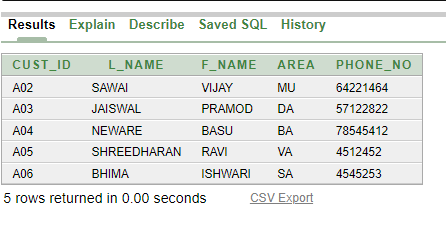 Results Explain Describe Saved SQL History
CUST_ID L_NAME F_NAME AREA PHONE_NO
A02 SAWAI VIJAY MU 64221464
A03 JAISWAL PRAMOD DA 57122822
A04 NEWARE BASU BA 78545412
A05 SHREEDHARAN RAVI VA 4512452
A06 BHIMA ISHWARI SA 4545253
5 rows returned in 0.00 seconds CSV Export